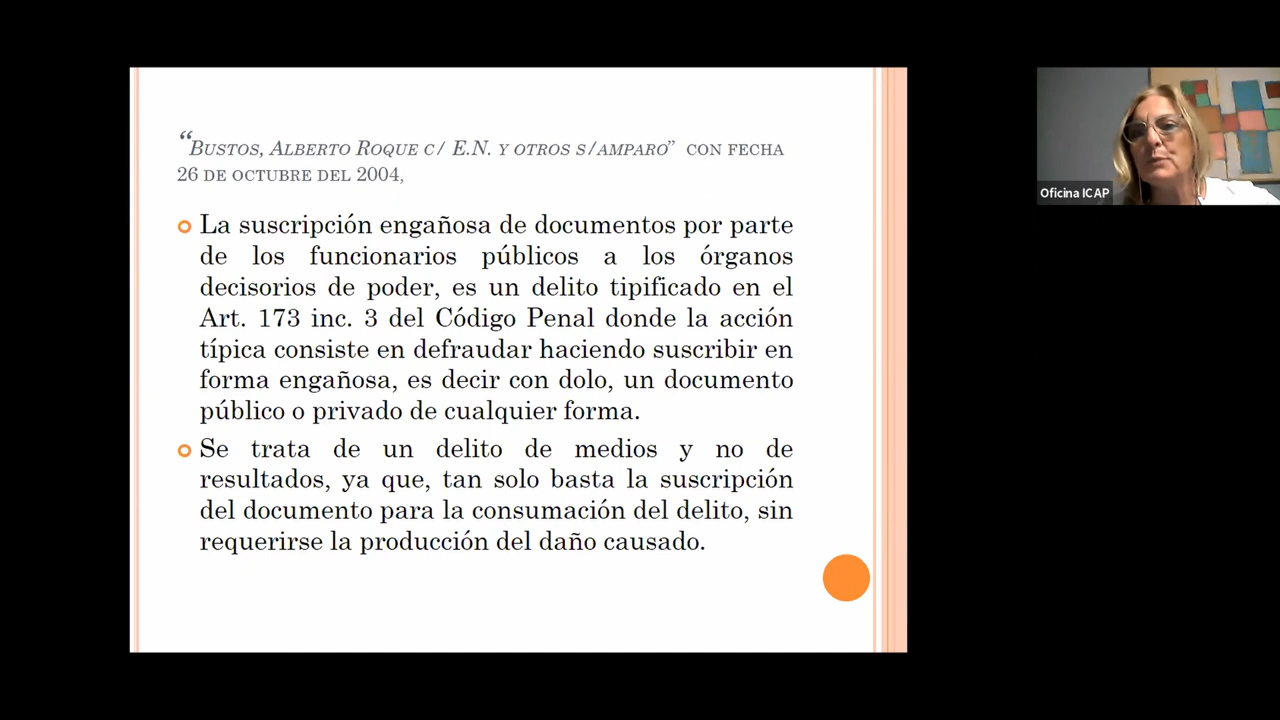 “BUSTOS, ALBERTO ROQUE C/ E.N. Y OTROS S/AMPARO” CON FECHA
26 DE OCTUBRE DEL 2004,
La suscripción engañosa de documentos por parte
de los funcionarios públicos a los órganos
decisorios de poder, es un delito tipificado en el
Art. 173 inc. 3 del Código Penal donde la acción
típica consiste en defraudar haciendo suscribir en
forma engañosa, es decir con dolo, un documento
público o privado de cualquier forma.
Se trata de un delito de medios y no de
resultados, ya que, tan solo basta la suscripción
del documento para la consumación del delito, sin
requerirse la producción del daño causado.
Oficina ICAP